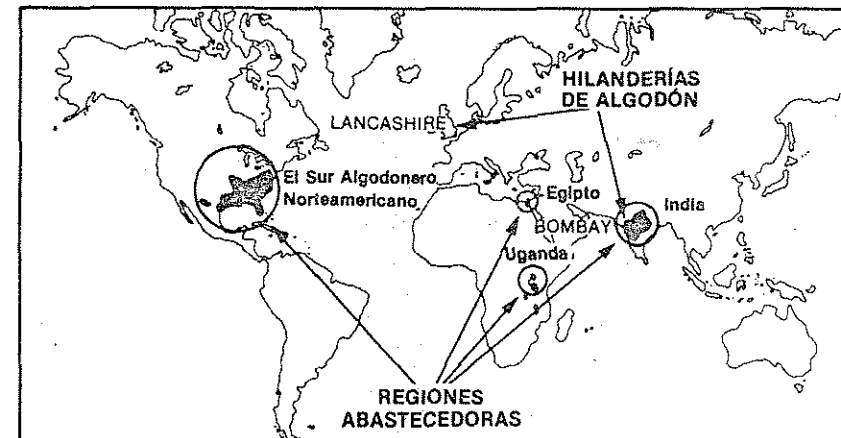 HILANDERÍAS
DE ALGODÓN
LANCASHIRE
El Sur Algodonero
Norteamericano
Egipto
India
BOMBAY
Uganda
REGIONES
ABASTECEDORAS